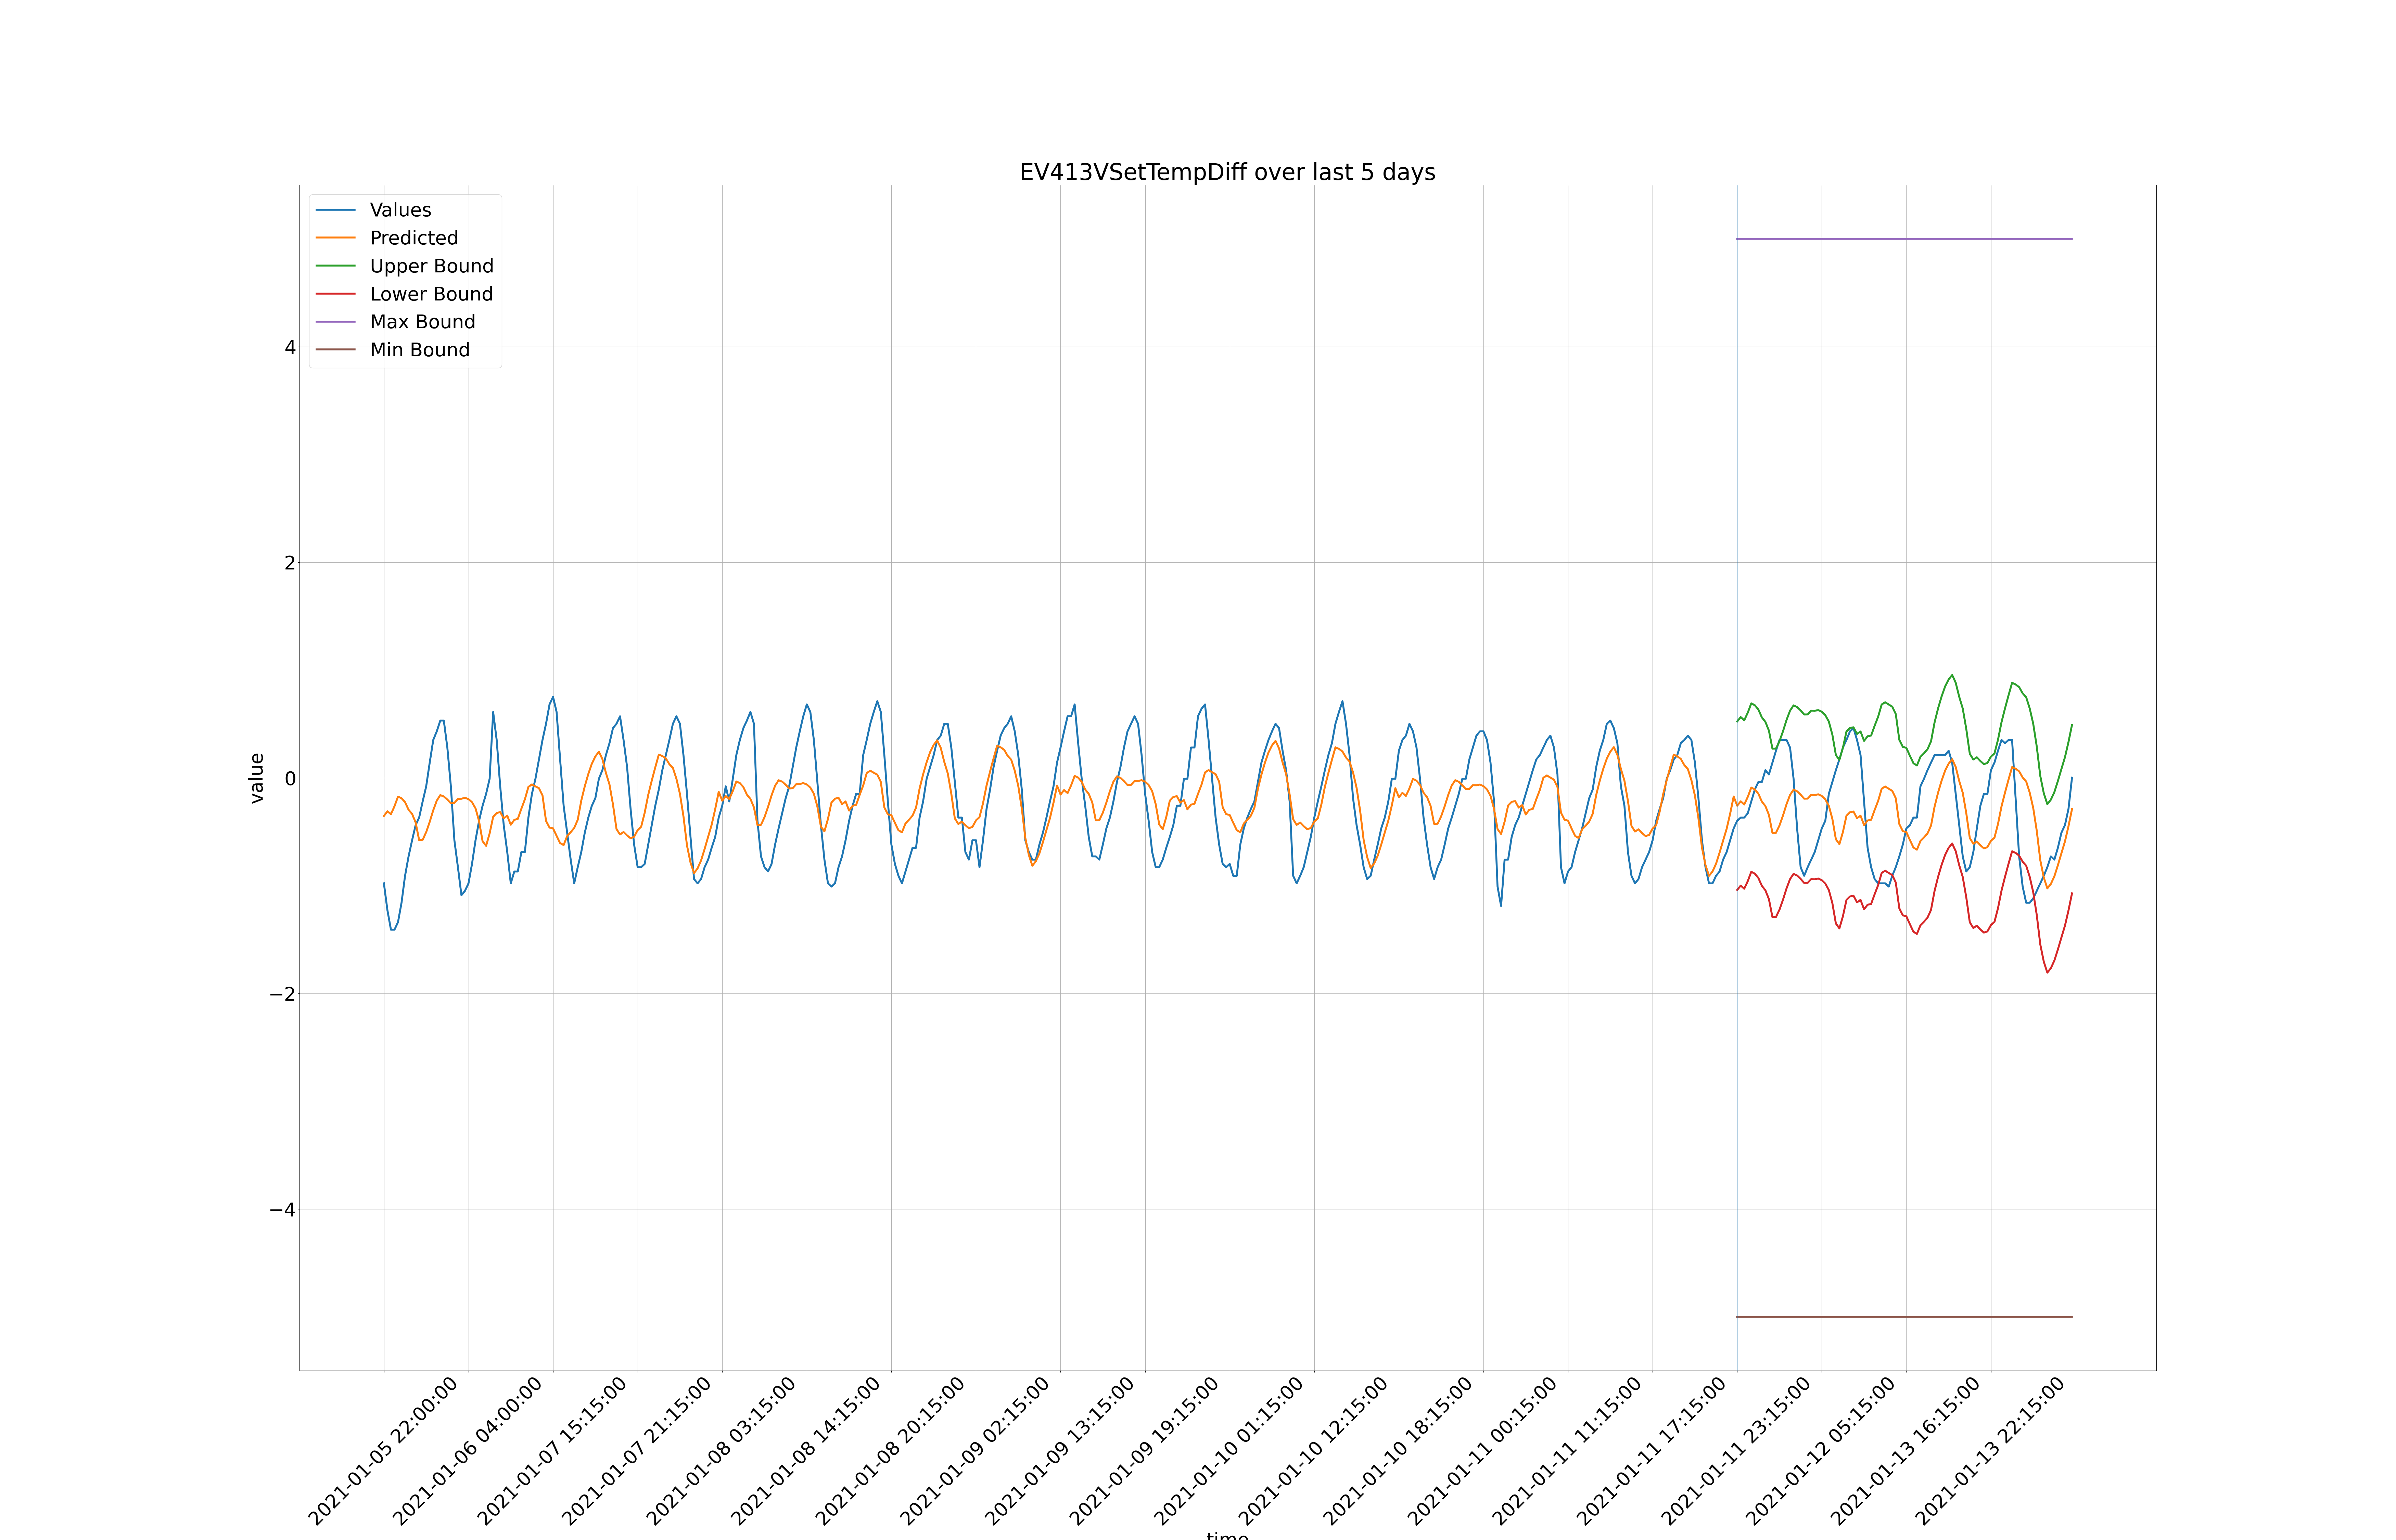 EV413VSetTempDiff over last 5 days
Values
Predicted
Upper Bound
Lower Bound
Max Bound
Min Bound
value
4
2
0
−2
−4
2021-01-05 22:00:00
2021-01-06 04:00:00
2021-01-07 15:15:00
2021-01-07 21:15:00
2021-01-08 03:15:00
2021-01-08 14:15:00
2021-01-08 20:15:00
2021-01-09 02:15:00
2021-01-09 13:15:00
2021-01-09 19:15:00
2021-01-10 01:15:00
2021-01-10 12:15:00
2021-01-10 18:15:00
2021-01-11 00:15:00
2021-01-11 11:15:00
2021-01-11 17:15:00
2021-01-11 23:15:00
2021-01-12 05:15:00
2021-01-13 16:15:00
2021-01-13 22:15:00
time